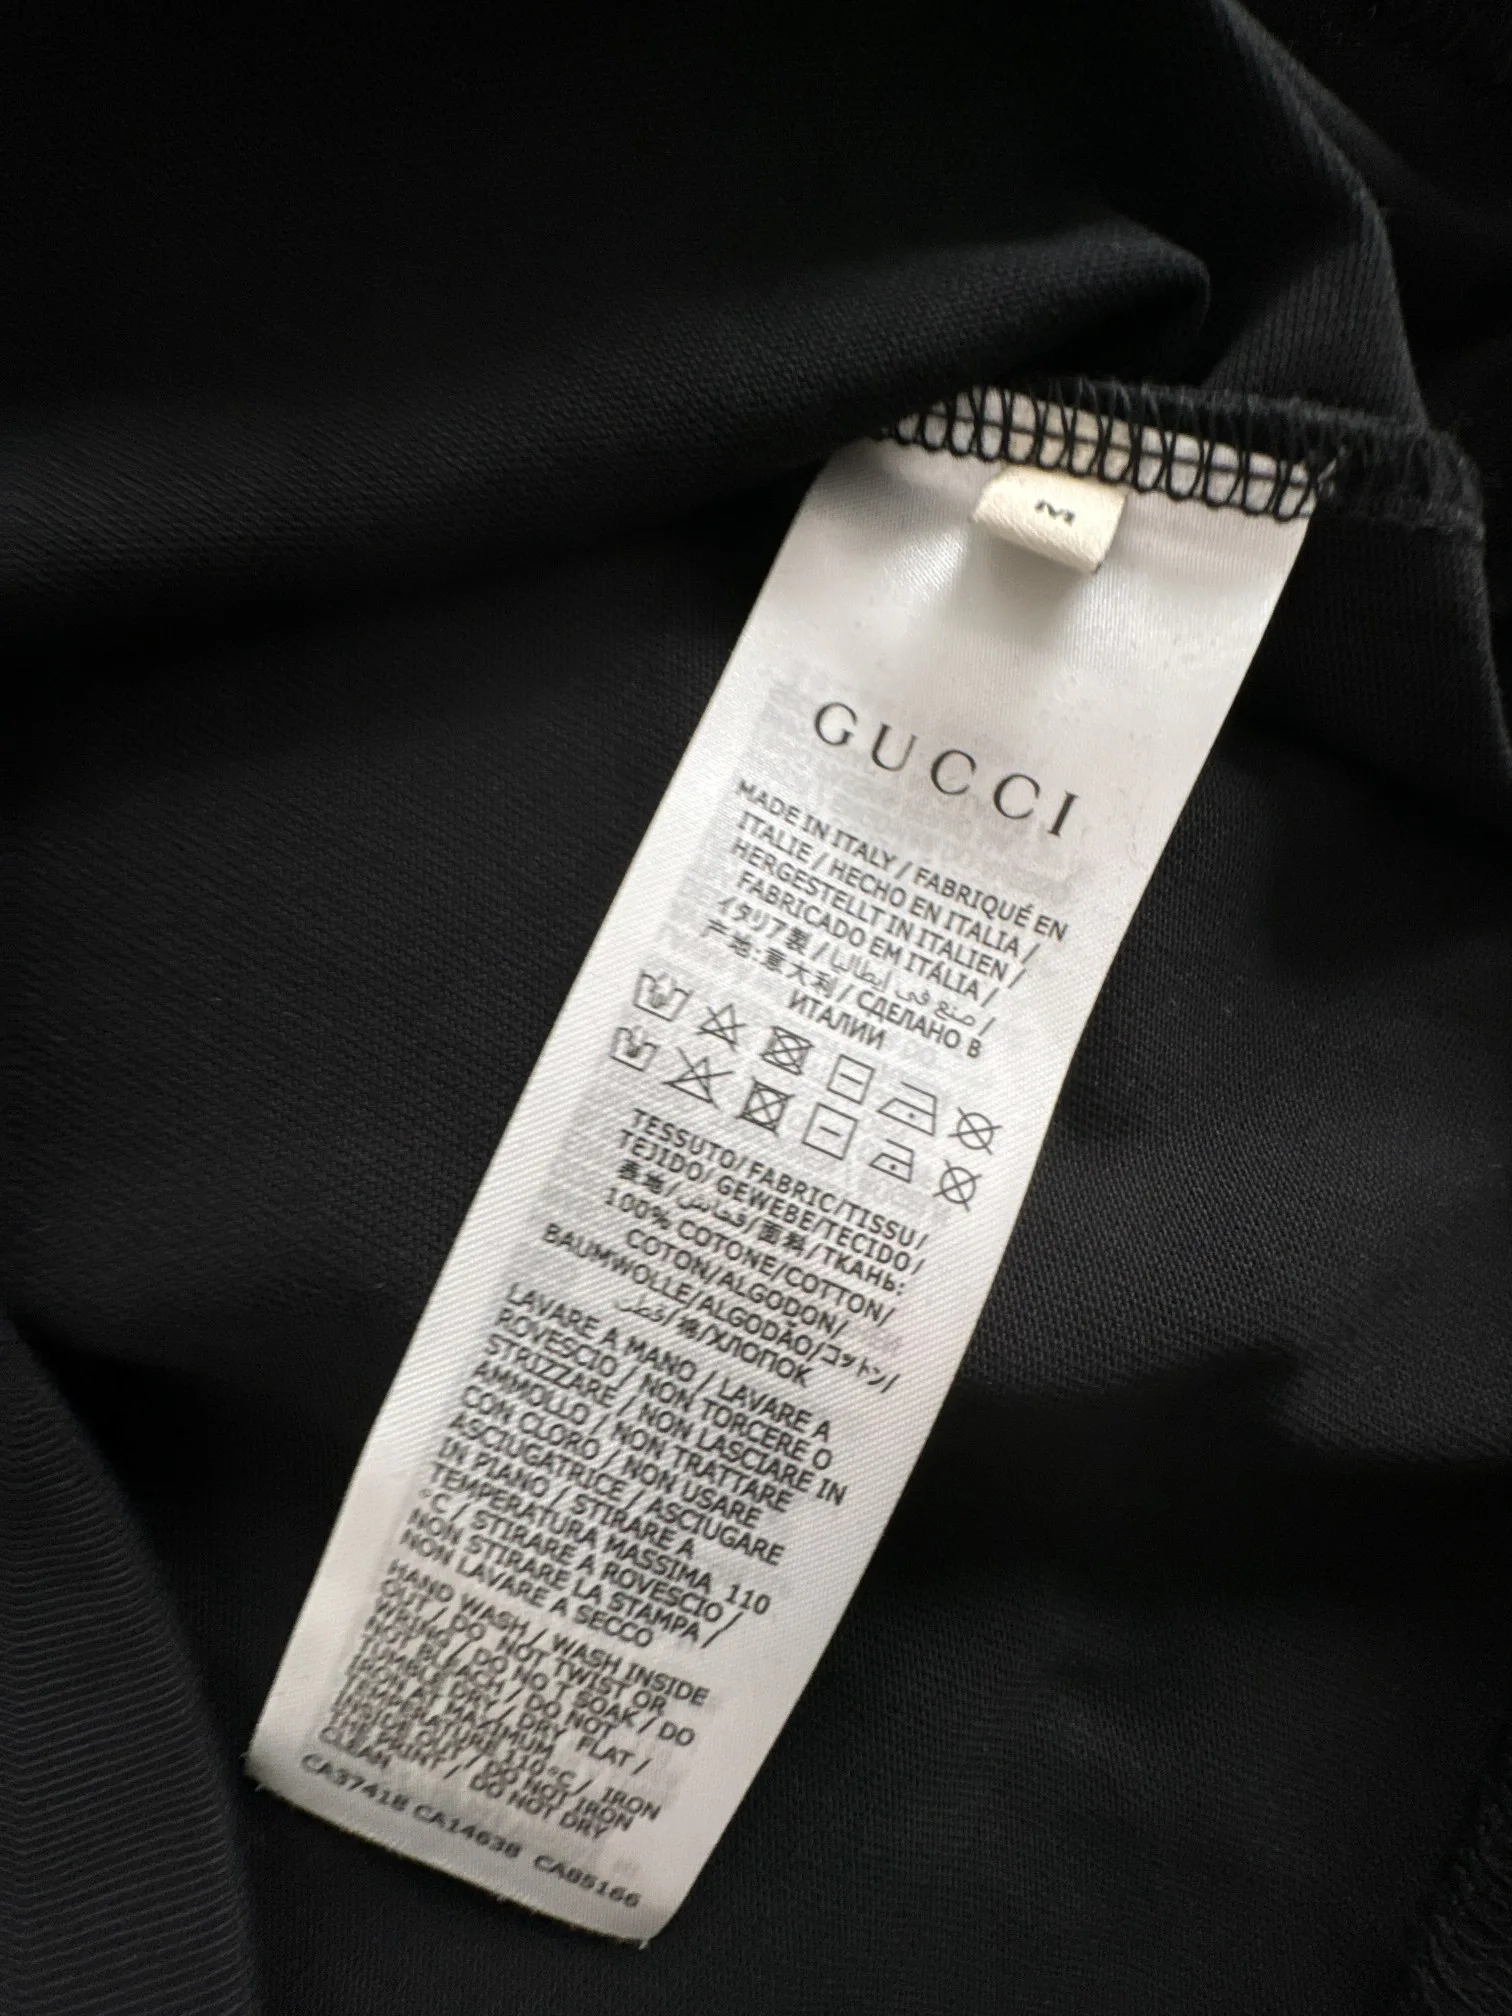 M
GUCCI
MADE IN ITALY / FABRIQUÉ EN
ITALIE / HECHO EN ITALIA /
HERGESTELLT IN ITALIEN /
FABRICADO EM ITÁLIA /
イタリア製 / صنع في إيطاليا /
产地:意大利 / СДЕЛАНО В
ИТАЛИИ
TESSUTO/FABRIC/TISSU/
TEJIDO/GEWEBE/TECIDO/
表地/قماش/面料/ТКАНЬ:
100% COTONE/COTTON/
COTON/ALGODON/
BAUMWOLLE/ALGODÃO/コットン/
قطن/棉/ХЛОПОК
LAVARE A MANO / LAVARE A
ROVESCIO / NON TORCERE O
STRIZZARE / NON LASCIARE IN
AMMOLLO / NON TRATTARE
CON CLORO / NON USARE
ASCIUGATRICE / ASCIUGARE
IN PIANO / STIRARE A
TEMPERATURA MASSIMA 110
°C / STIRARE A ROVESCIO /
NON STIRARE LA STAMPA /
NON LAVARE A SECCO
HAND WASH / WASH INSIDE
OUT / DO NOT TWIST OR
WRING / DO NOT SOAK / DO
NOT BLEACH / DO NOT
TUMBLE DRY / DRY FLAT /
IRON AT MAXIMUM
TEMPERATURE 110°C / IRON
INSIDE OUT / DO NOT IRON
THE PRINT / DO NOT DRY
CLEAN
CA37418 CA14638 CA85166